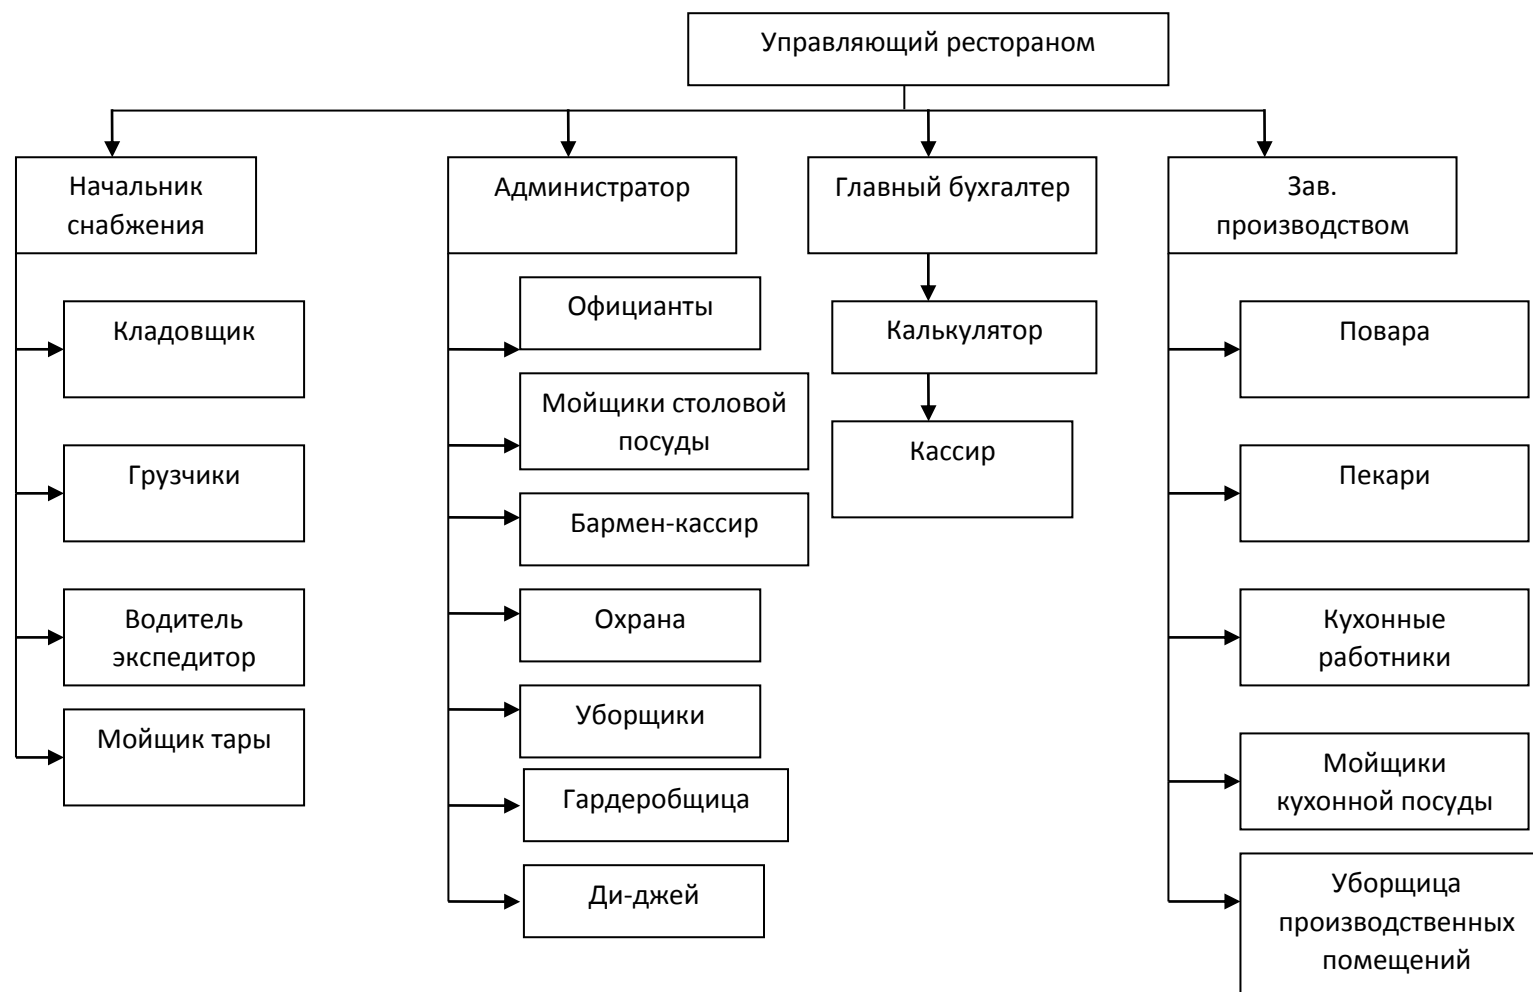 Управляющий рестораном
Начальник
снабжения
Администратор
Главный бухгалтер
Зав.
производством
Кладовщик
Грузчики
Водитель
экспедитор
Мойщик тары
Официанты
Мойщики столовой
посуды
Бармен-кассир
Охрана
Уборщики
Гардеробщица
Ди-джей
Калькулятор
Кассир
Повара
Пекари
Кухонные
работники
Мойщики
кухонной посуды
Уборщица
производственных
помещений